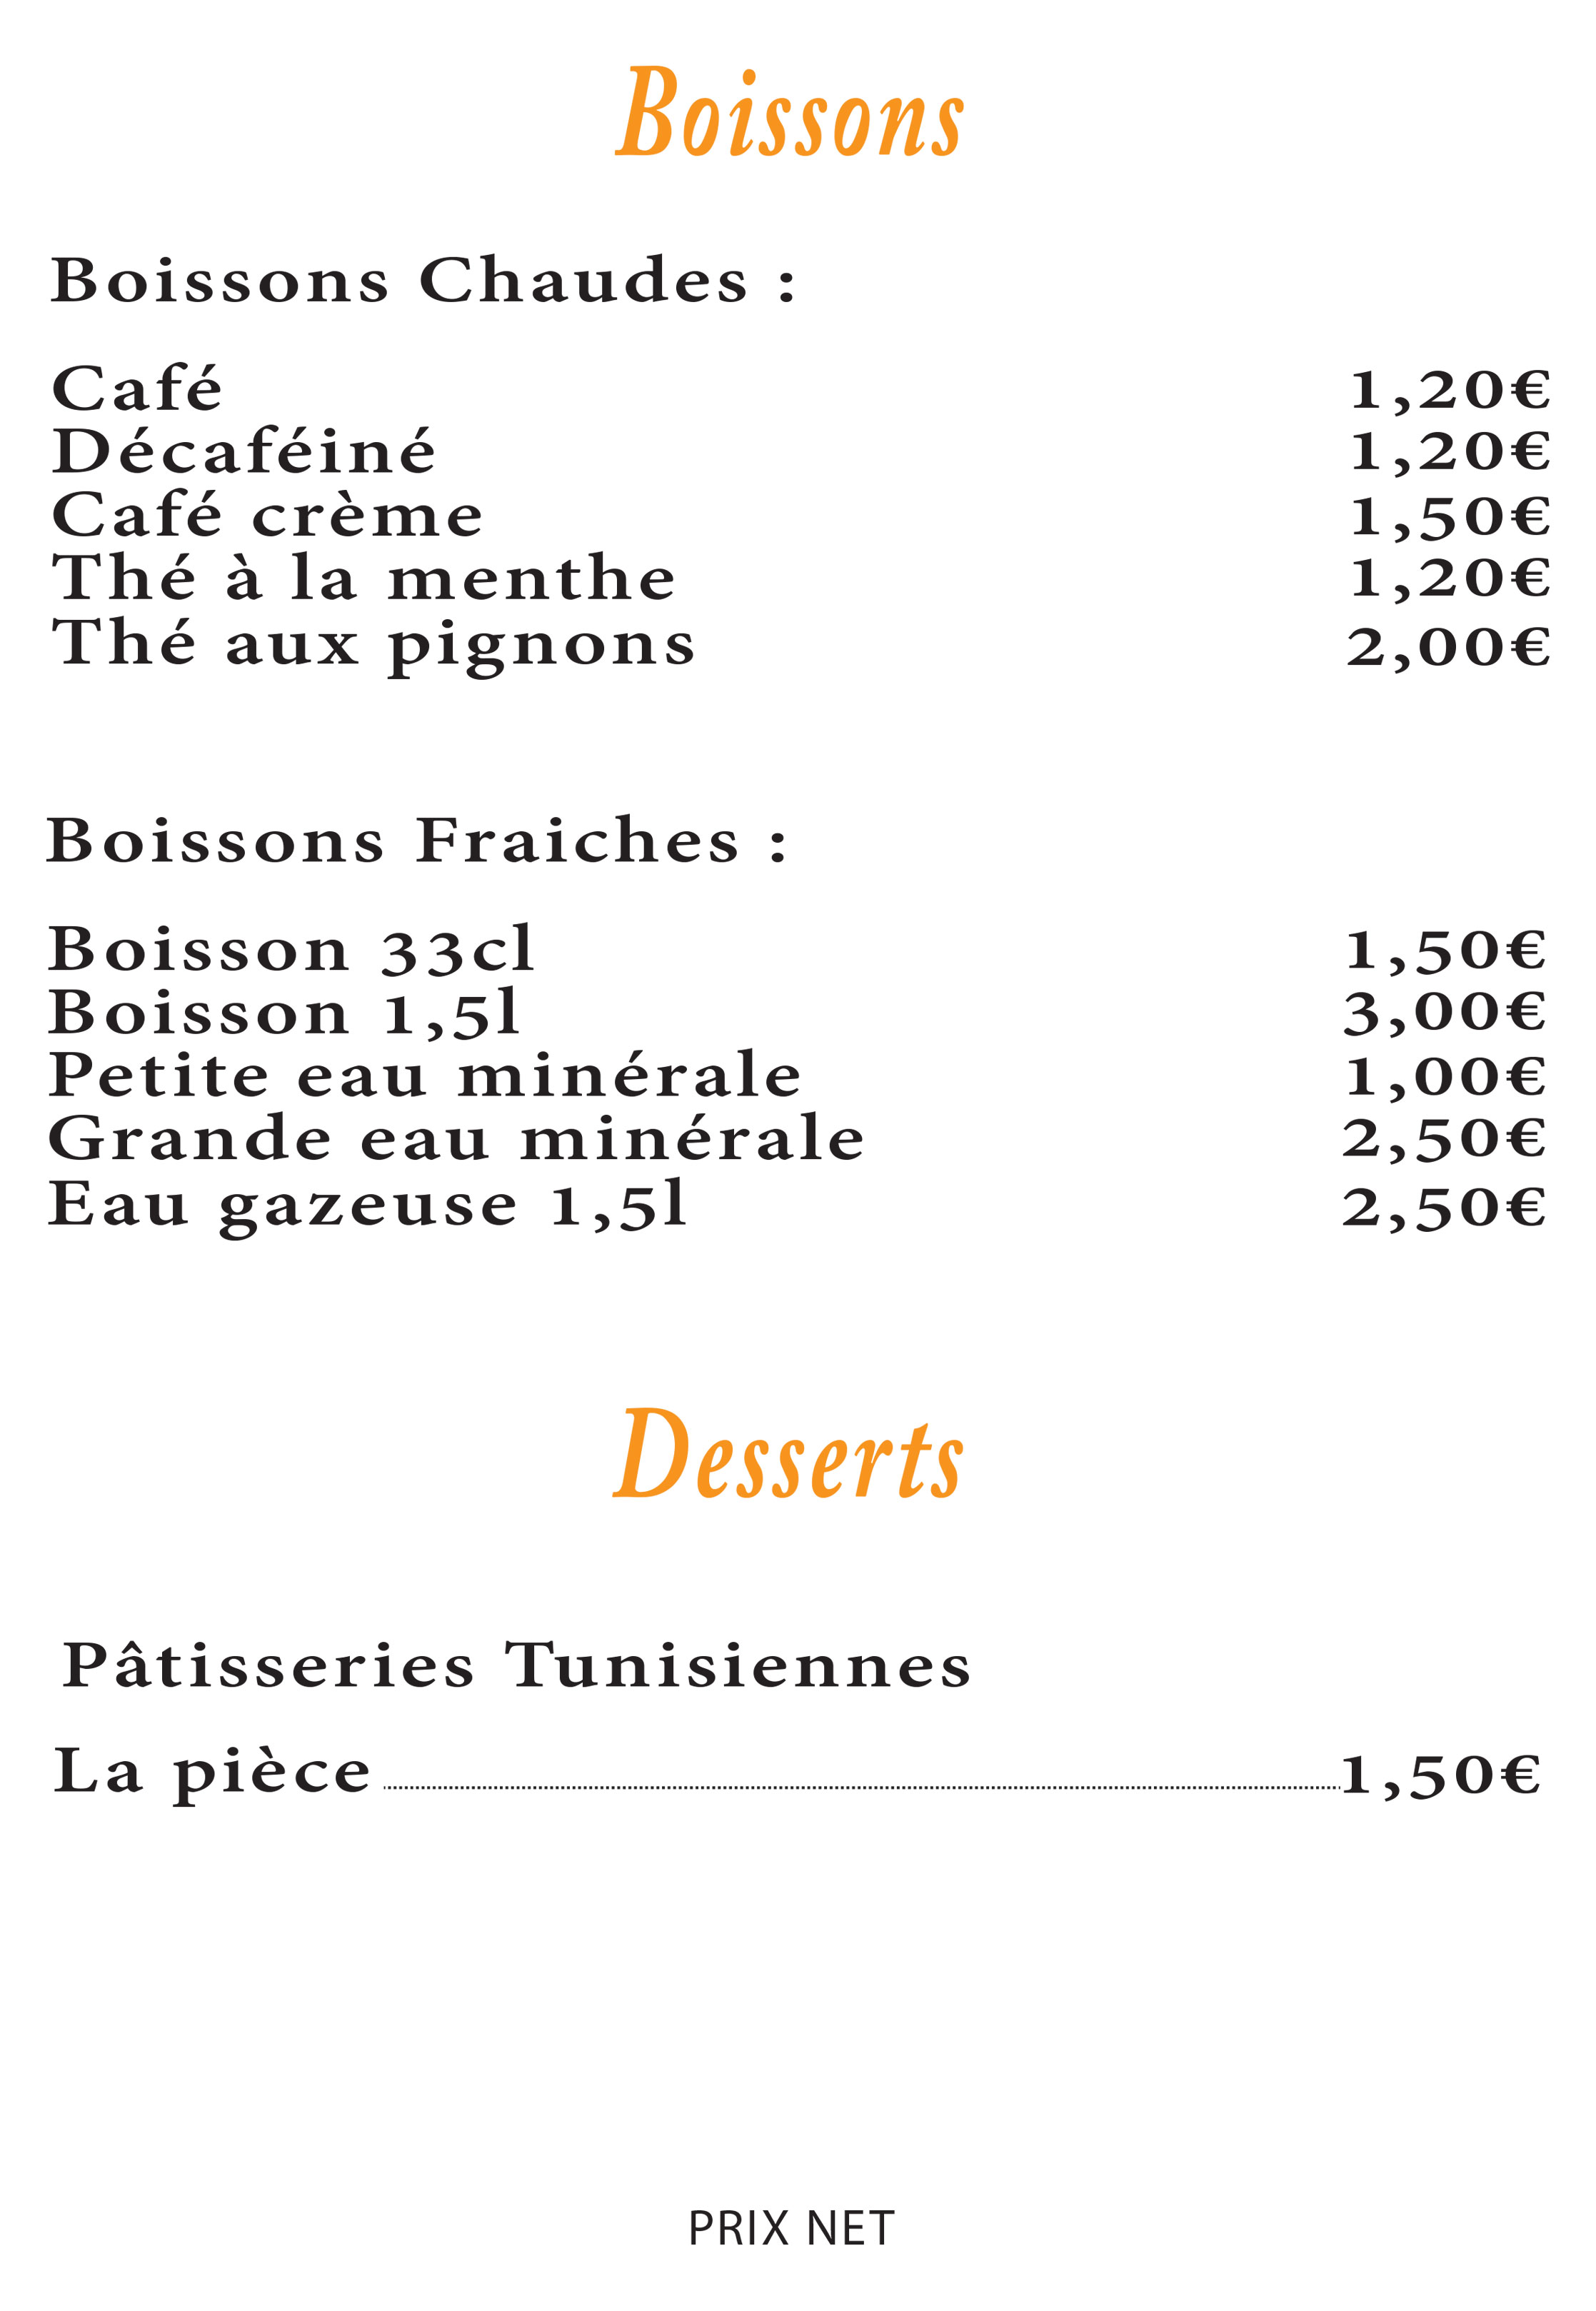 Boissons
Boissons Chaudes :
Café 1,20€
Décaféiné 1,20€
Café crème 1,50€
Thé à la menthe 1,20€
Thé aux pignons 2,00€
Boissons Fraiches :
Boisson 33cl 1,50€
Boisson 1,5l 3,00€
Petite eau minérale 1,00€
Grande eau minérale 2,50€
Eau gazeuse 1,5l 2,50€
Desserts
Pâtisseries Tunisiennes
La pièce 1,50€
PRIX NET